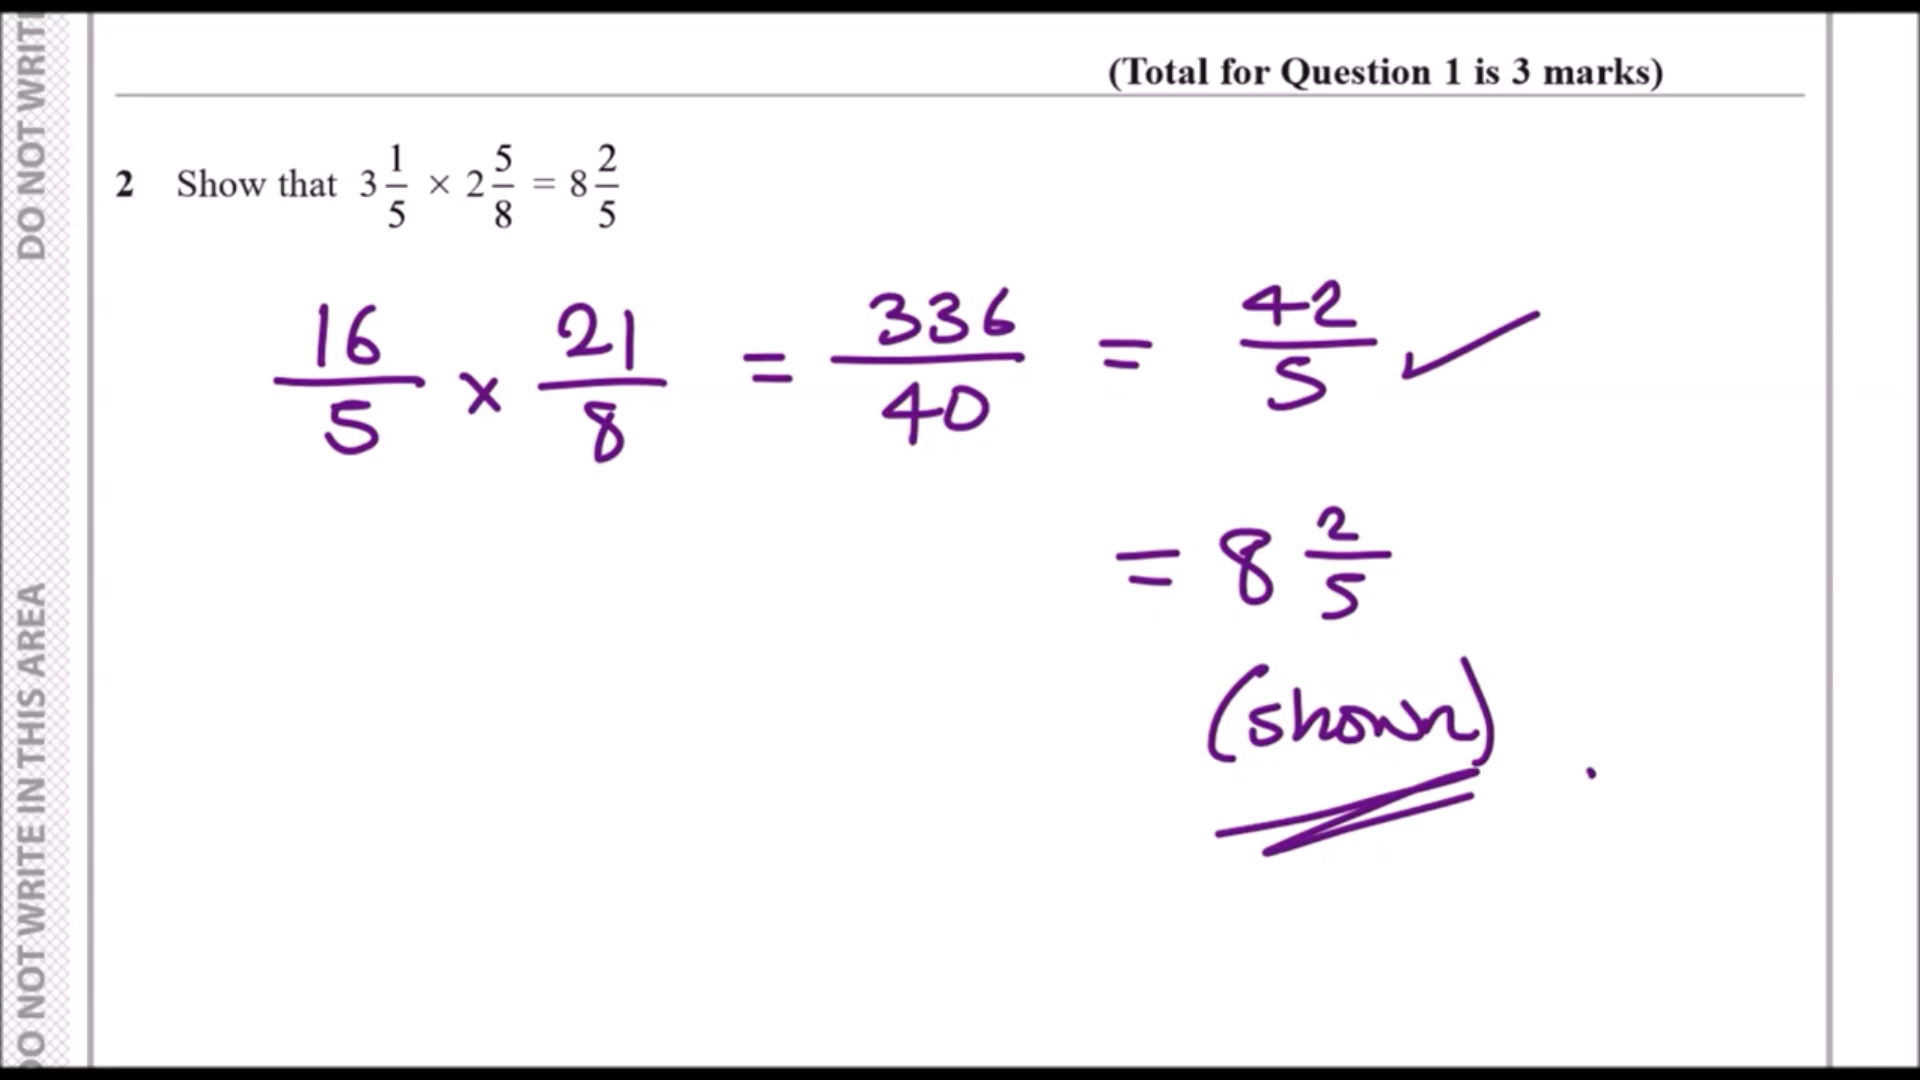 DO NOT WRIT
DO NOT WRITE IN THIS AREA
(Total for Question 1 is 3 marks)
2 Show that 3 1/5 × 2 5/8 = 8 2/5
16/5 × 21/8 = 336/40 = 42/5 ✓
= 8 2/5
(shown)